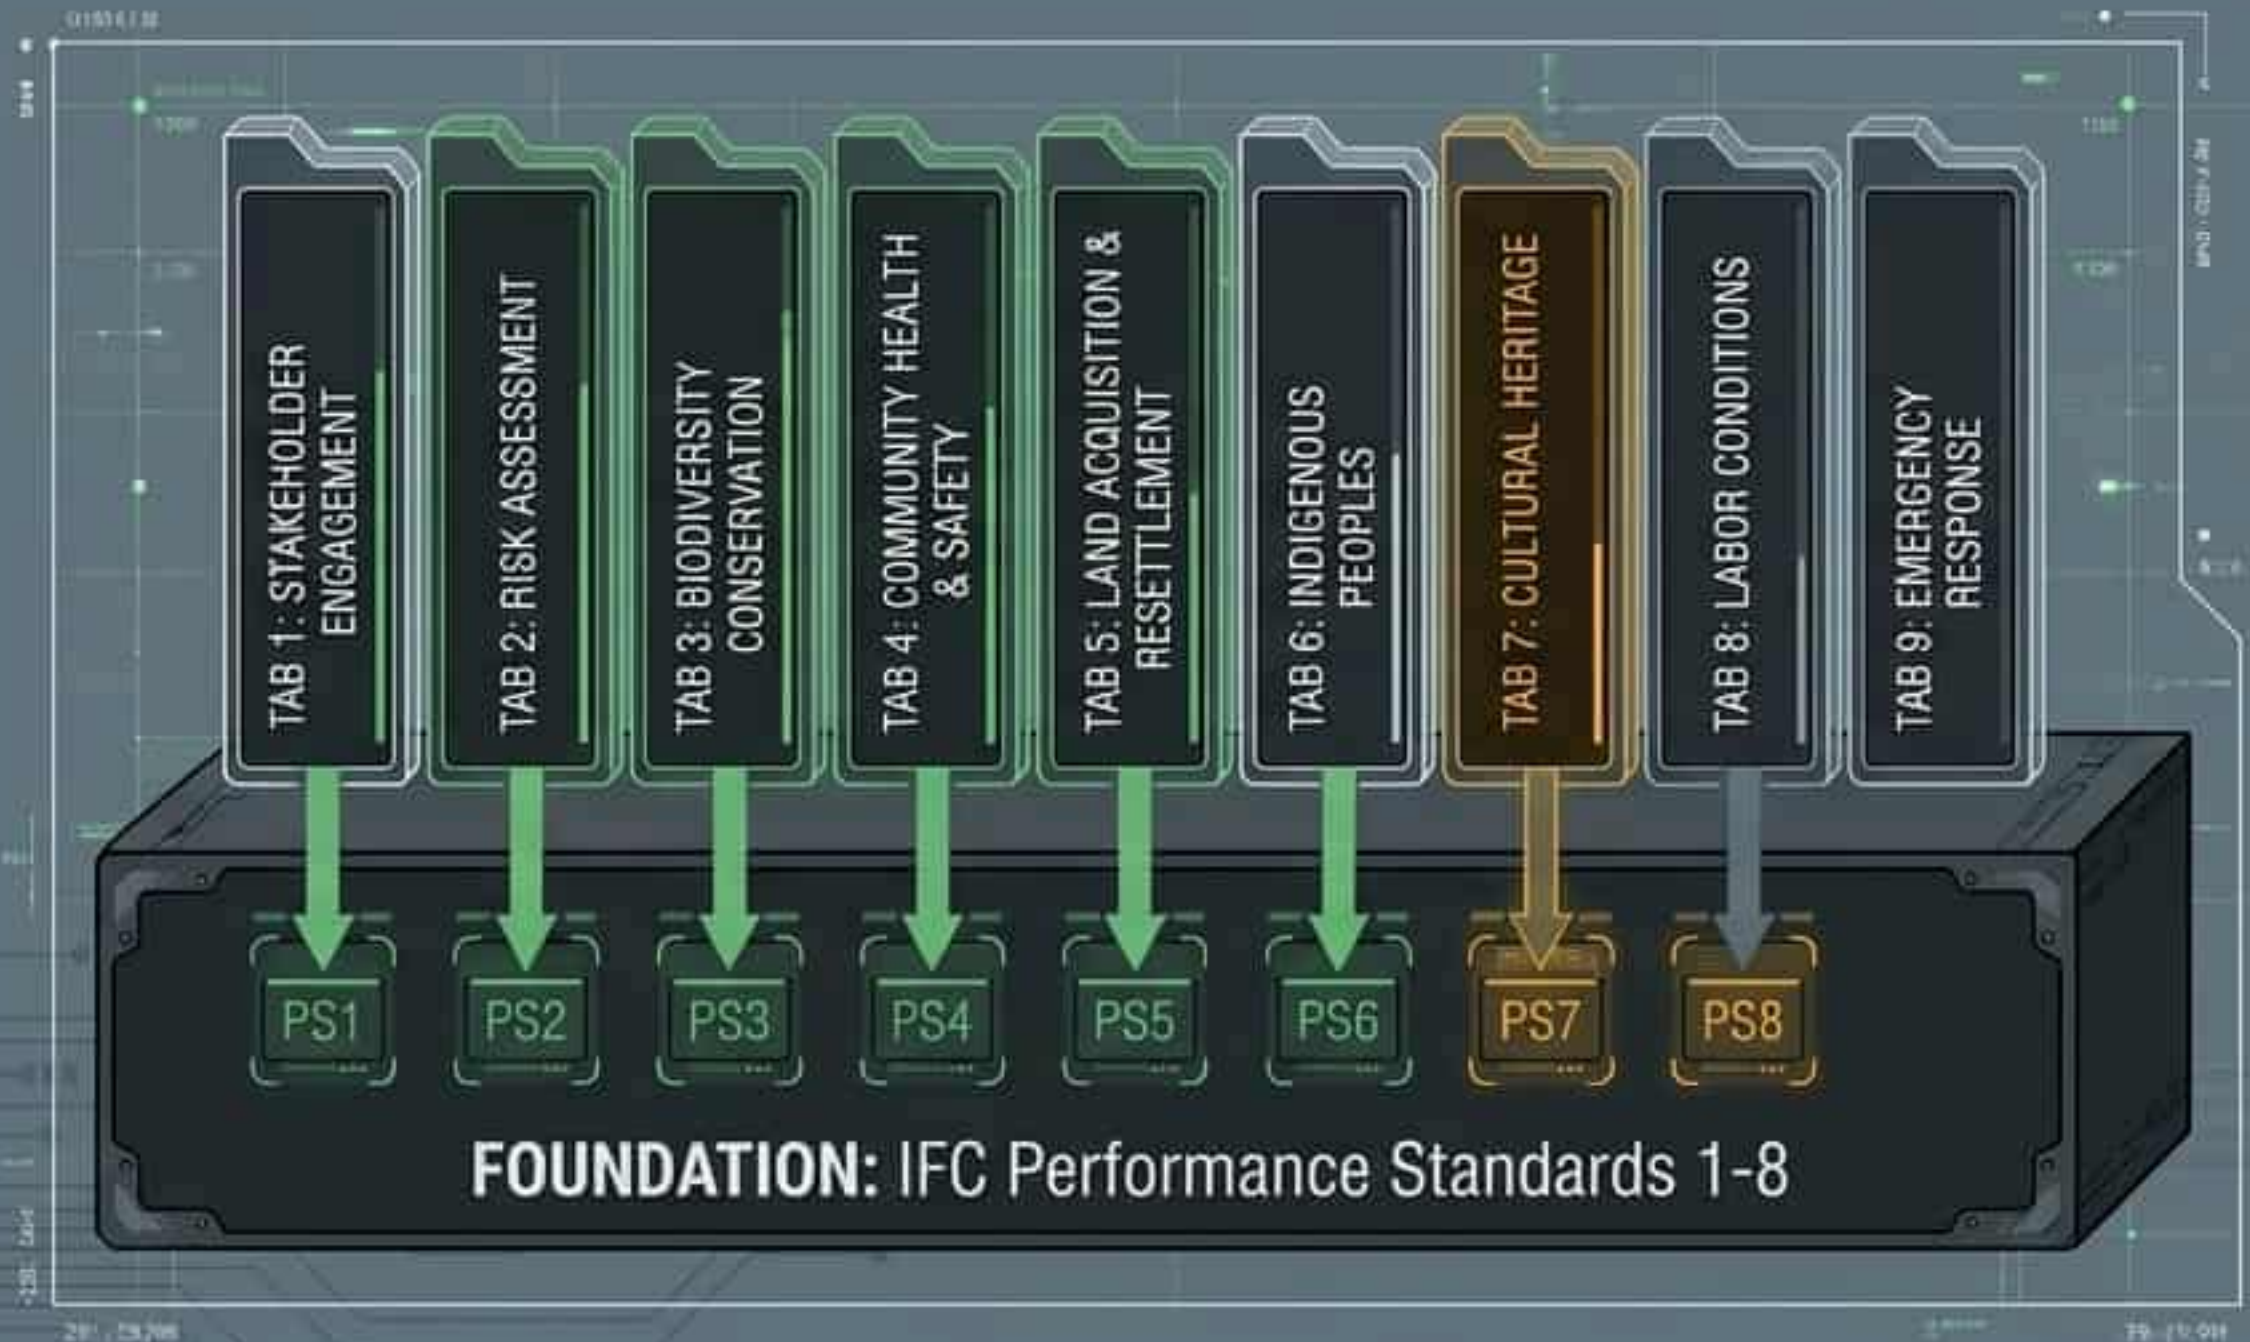 TAB 1: STAKEHOLDER
ENGAGEMENT
TAB 2: RISK ASSESSMENT
TAB 3: BIODIVERSITY
CONSERVATION
TAB 4: COMMUNITY HEALTH
& SAFETY
TAB 5: LAND ACQUISITION &
RESETTLEMENT
TAB 6: INDIGENOUS
PEOPLES
TAB 7: CULTURAL HERITAGE
TAB 8: LABOR CONDITIONS
TAB 9: EMERGENCY
RESPONSE
PS1
PS2
PS3
PS4
PS5
PS6
PS7
PS8
FOUNDATION: IFC Performance Standards 1-8